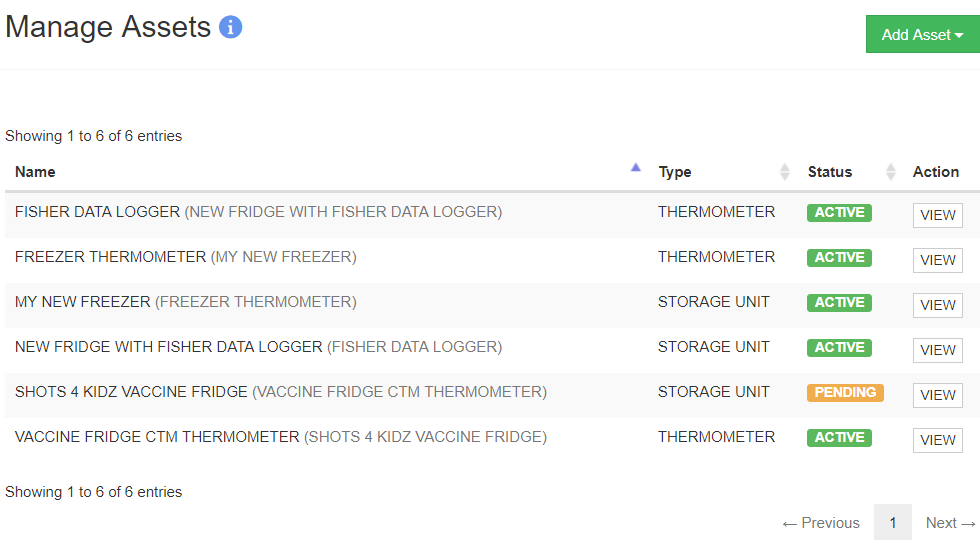 Manage Assets
Add Asset
Showing 1 to 6 of 6 entries
Name Type Status Action
FISHER DATA LOGGER (NEW FRIDGE WITH FISHER DATA LOGGER) THERMOMETER ACTIVE VIEW
FREEZER THERMOMETER (MY NEW FREEZER) THERMOMETER ACTIVE VIEW
MY NEW FREEZER (FREEZER THERMOMETER) STORAGE UNIT ACTIVE VIEW
NEW FRIDGE WITH FISHER DATA LOGGER (FISHER DATA LOGGER) STORAGE UNIT ACTIVE VIEW
SHOTS 4 KIDZ VACCINE FRIDGE (VACCINE FRIDGE CTM THERMOMETER) STORAGE UNIT PENDING VIEW
VACCINE FRIDGE CTM THERMOMETER (SHOTS 4 KIDZ VACCINE FRIDGE) THERMOMETER ACTIVE VIEW
Showing 1 to 6 of 6 entries
← Previous 1 Next →